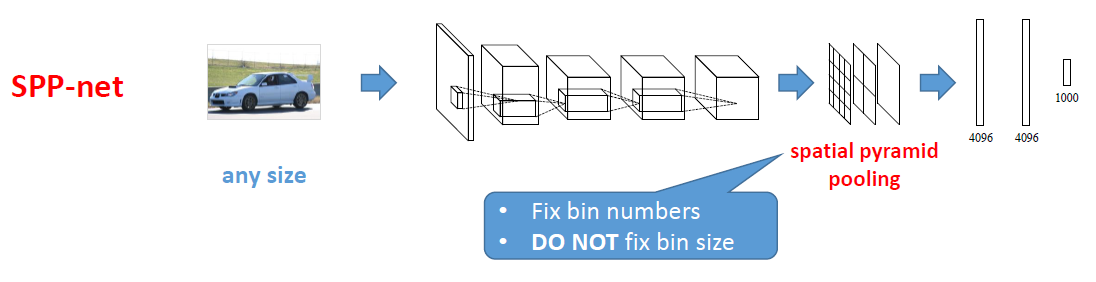 SPP-net
any size
spatial pyramid
pooling
4096
4096
1000
• Fix bin numbers
• DO NOT fix bin size